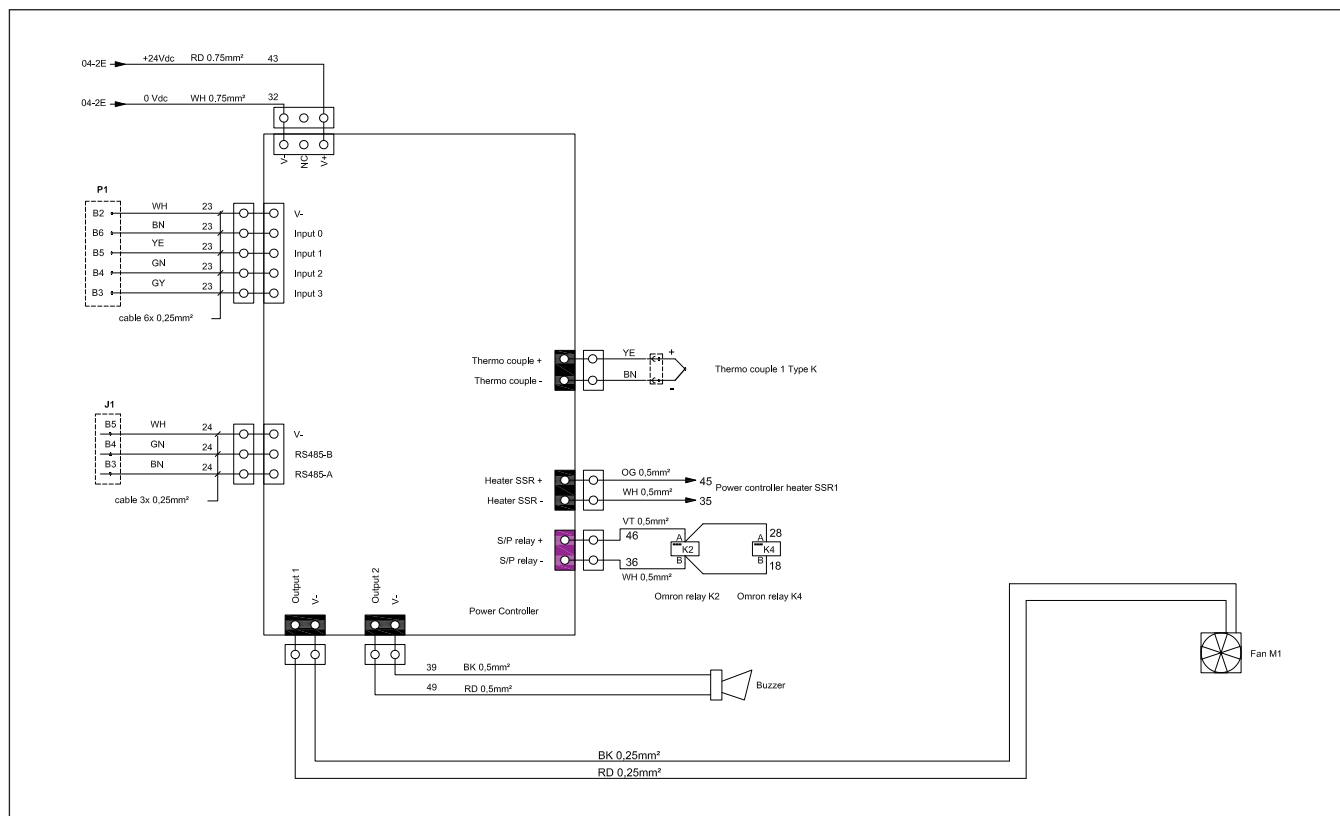 04-2E +24Vdc RD 0.75mm² 43
04-2E 0 Vdc WH 0.75mm² 32
V- NC V+
P1
B2 WH 23 V-
B6 BN 23 Input 0
B5 YE 23 Input 1
B4 GN 23 Input 2
B3 GY 23 Input 3
cable 6x 0,25mm²
Thermo couple + YE +
Thermo couple - BN -
Thermo couple 1 Type K
J1
B5 WH 24 V-
B4 GN 24 RS485-B
B3 BN 24 RS485-A
cable 3x 0,25mm²
Heater SSR + OG 0,5mm² 45
Heater SSR - WH 0,5mm² 35
Power controller heater SSR1
VT 0,5mm²
S/P relay + 46 A 28
K2 A K4
S/P relay - 36 B B 18
WH 0,5mm²
Omron relay K2 Omron relay K4
Output 1 V- Output 2 V-
Power Controller
39 BK 0,5mm²
49 RD 0,5mm²
Buzzer
Fan M1
BK 0,25mm²
RD 0,25mm²